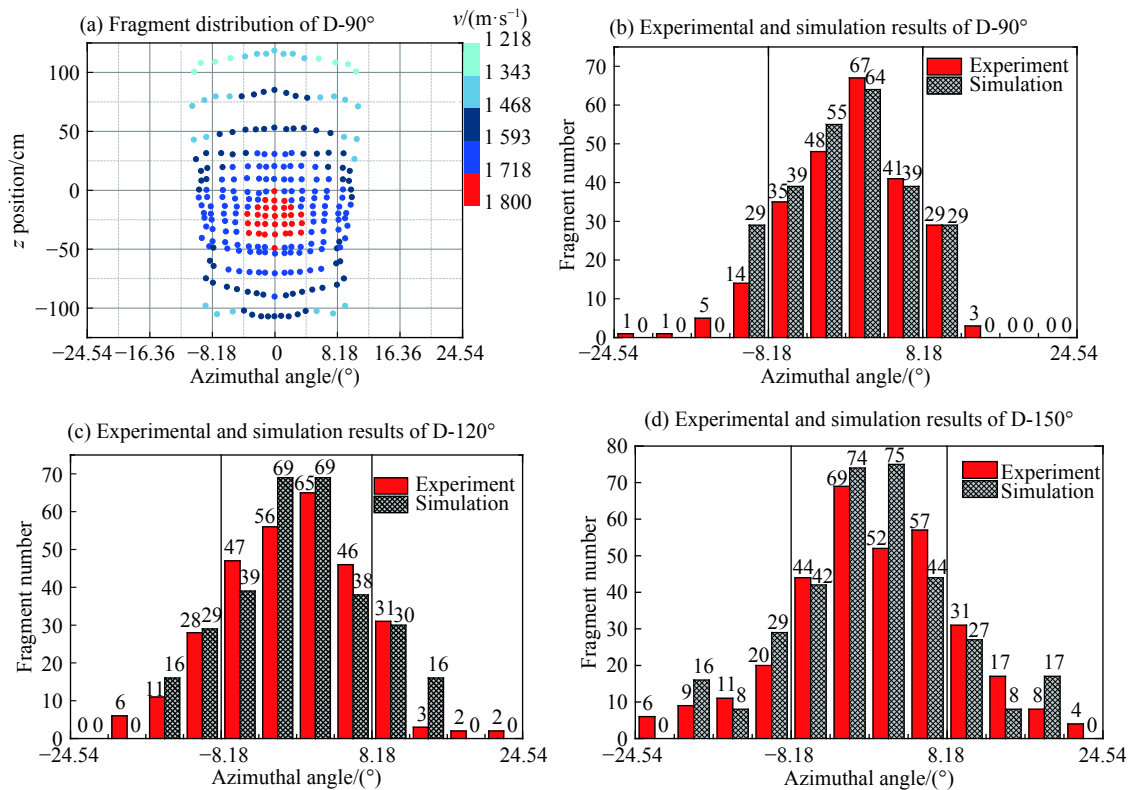 (a) Fragment distribution of D-90°
v/(m·s⁻¹)
1 218
1 343
1 468
1 593
1 718
1 800
100
50
0
−50
−100
z position/cm
−24.54 −16.36 −8.18 0 8.18 16.36 24.54
Azimuthal angle/(°)
(b) Experimental and simulation results of D-90°
Experiment
Simulation
70
60
50
40
30
20
10
0
Fragment number
1 0 1 0 5 0 14 29 35 39 48 55 67 64 41 39 29 29 3 0 0 0 0 0
−24.54 −8.18 8.18 24.54
Azimuthal angle/(°)
(c) Experimental and simulation results of D-120°
Experiment
Simulation
70
60
50
40
30
20
10
0
Fragment number
0 0 6 0 11 16 28 29 47 39 56 69 65 69 46 38 31 30 3 16 2 0 2 0
−24.54 −8.18 8.18 24.54
Azimuthal angle/(°)
(d) Experimental and simulation results of D-150°
Experiment
Simulation
80
70
60
50
40
30
20
10
0
Fragment number
6 0 9 16 11 8 20 29 44 42 69 74 52 75 57 44 31 27 17 8 8 17 4 0
−24.54 −8.18 8.18 24.54
Azimuthal angle/(°)